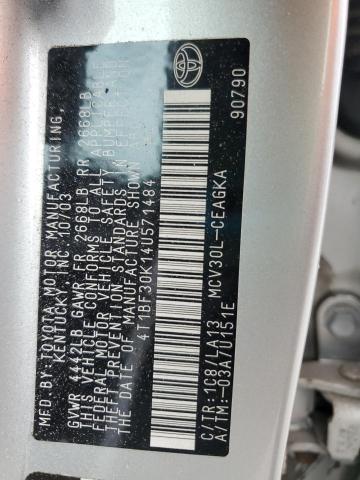 MFD. BY: TOYOTA MOTOR MANUFACTURING,
KENTUCKY, INC. 10/03
GVWR 4442LB GAWR FR 2668LB RR 2668LB
THIS VEHICLE CONFORMS TO ALL APPLICABLE
FEDERAL MOTOR VEHICLE SAFETY BUMPER, AND
THEFT PREVENTION STANDARDS IN EFFECT ON
THE DATE OF MANUFACTURE SHOWN ABOVE.
C/TR:1C8/LA13 MCV30L-CEAGKA
A/TM:-03A/U151E
90790
TOYOTA